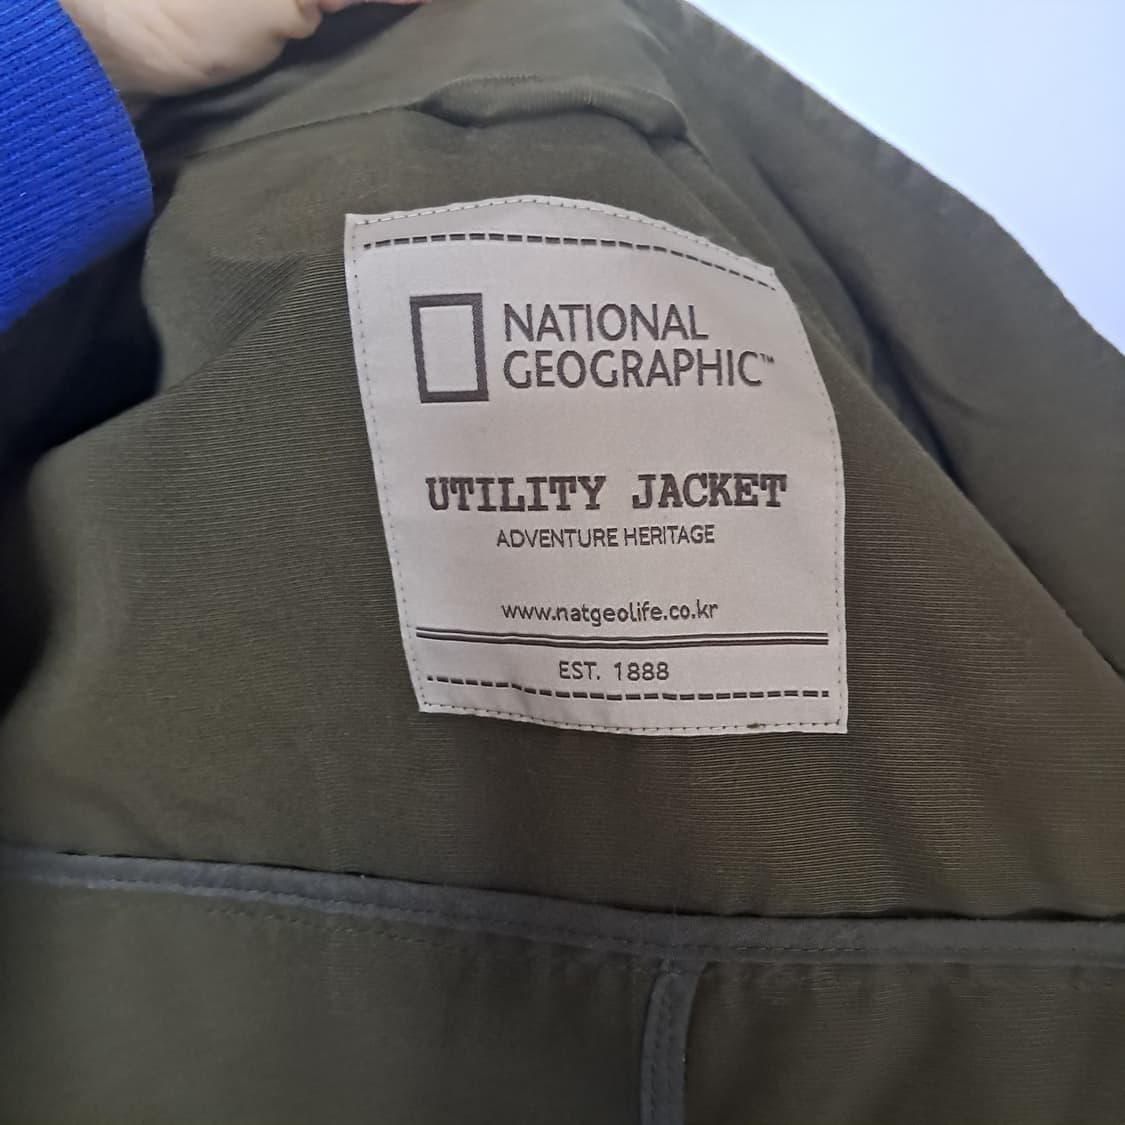 NATIONAL
GEOGRAPHIC™
UTILITY JACKET
ADVENTURE HERITAGE
www.natgeolife.co.kr
EST. 1888